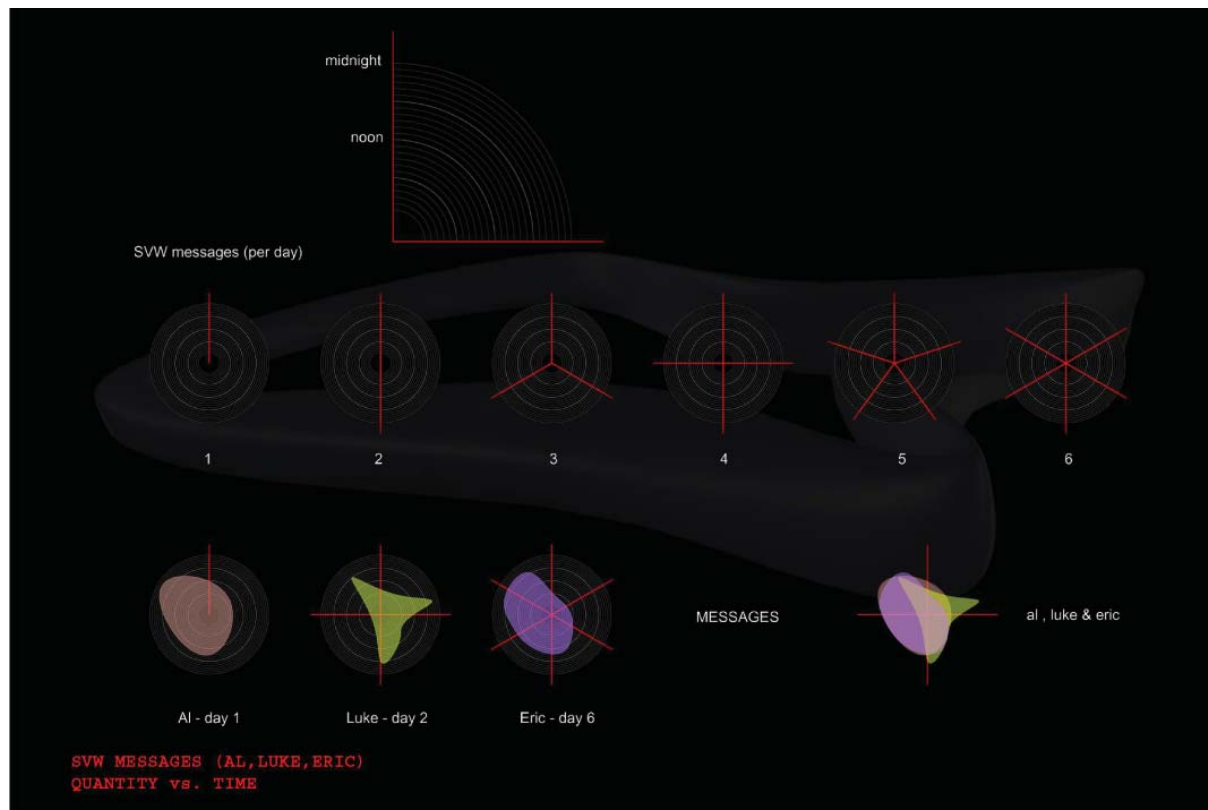 midnight
noon
SVW messages (per day)
1
2
3
4
5
6
MESSAGES
al , luke & eric
Al - day 1
Luke - day 2
Eric - day 6
SVW MESSAGES (AL,LUKE,ERIC)
QUANTITY vs. TIME